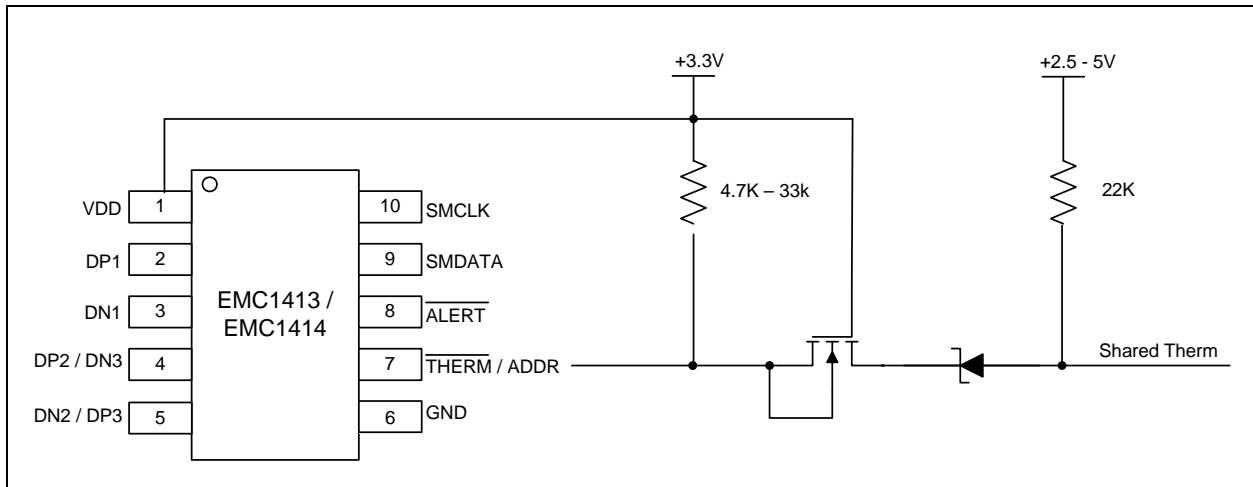 +3.3V
+2.5 - 5V
4.7K – 33k
22K
VDD
1
10
SMCLK
DP1
2
9
SMDATA
EMC1413 /
EMC1414
DN1
3
8
ALERT
DP2 / DN3
4
7
THERM / ADDR
Shared Therm
DN2 / DP3
5
6
GND